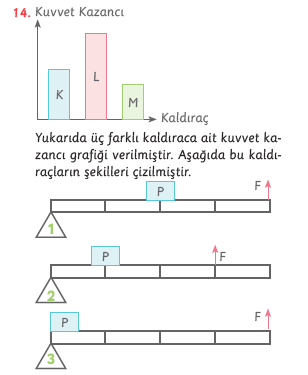 14. Kuvvet Kazancı
K
L
M
Kaldıraç
Yukarıda üç farklı kaldıraca ait kuvvet ka-
zancı grafiği verilmiştir. Aşağıda bu kaldı-
raçların şekilleri çizilmiştir.
P
F
1
P
F
2
P
F
3